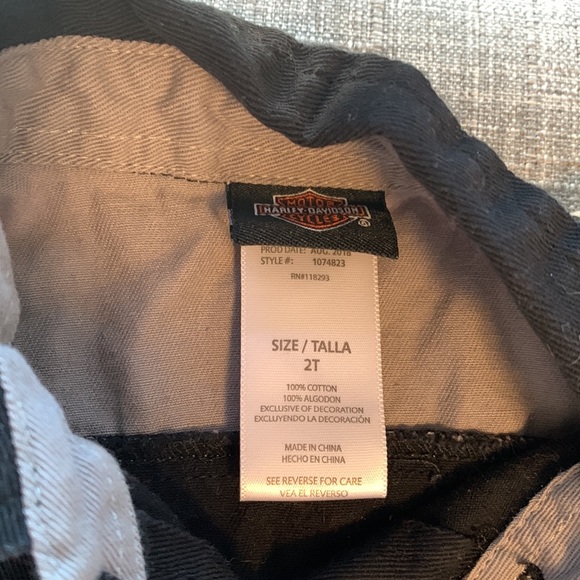 MOTOR
HARLEY-DAVIDSON
CYCLES
®
PROD DATE: AUG. 2018
STYLE #: 1074823
RN#118293
SIZE / TALLA
2T
100% COTTON
100% ALGODON
EXCLUSIVE OF DECORATION
EXCLUYENDO LA DECORACIÓN
MADE IN CHINA
HECHO EN CHINA
SEE REVERSE FOR CARE
VEA EL REVERSO